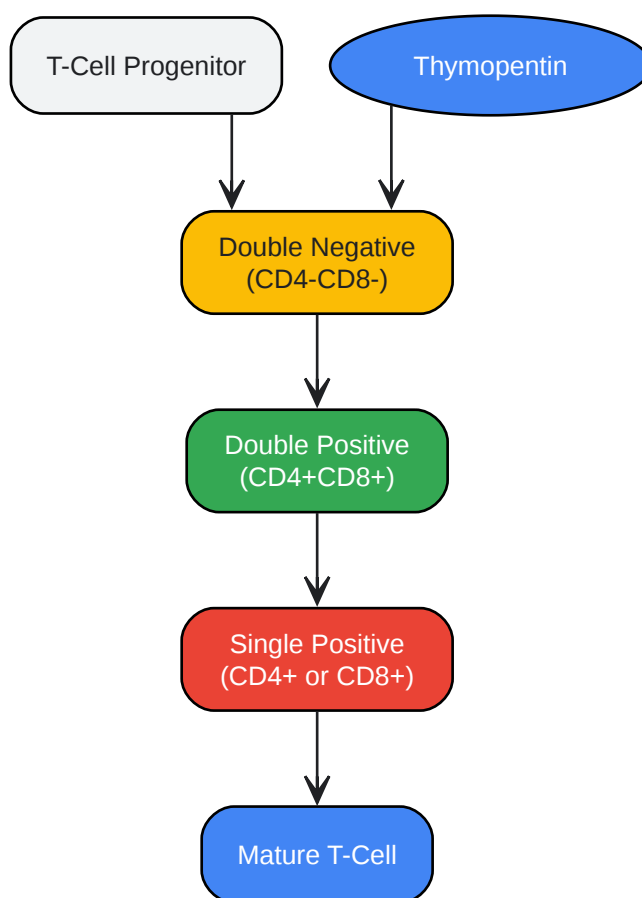 T-Cell Progenitor
Thymopentin
Double Negative
(CD4-CD8-)
Double Positive
(CD4+CD8+)
Single Positive
(CD4+ or CD8+)
Mature T-Cell